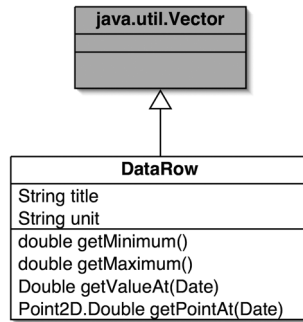 java.util.Vector
DataRow
String title
String unit
double getMinimum()
double getMaximum()
Double getValueAt(Date)
Point2D.Double getPointAt(Date)